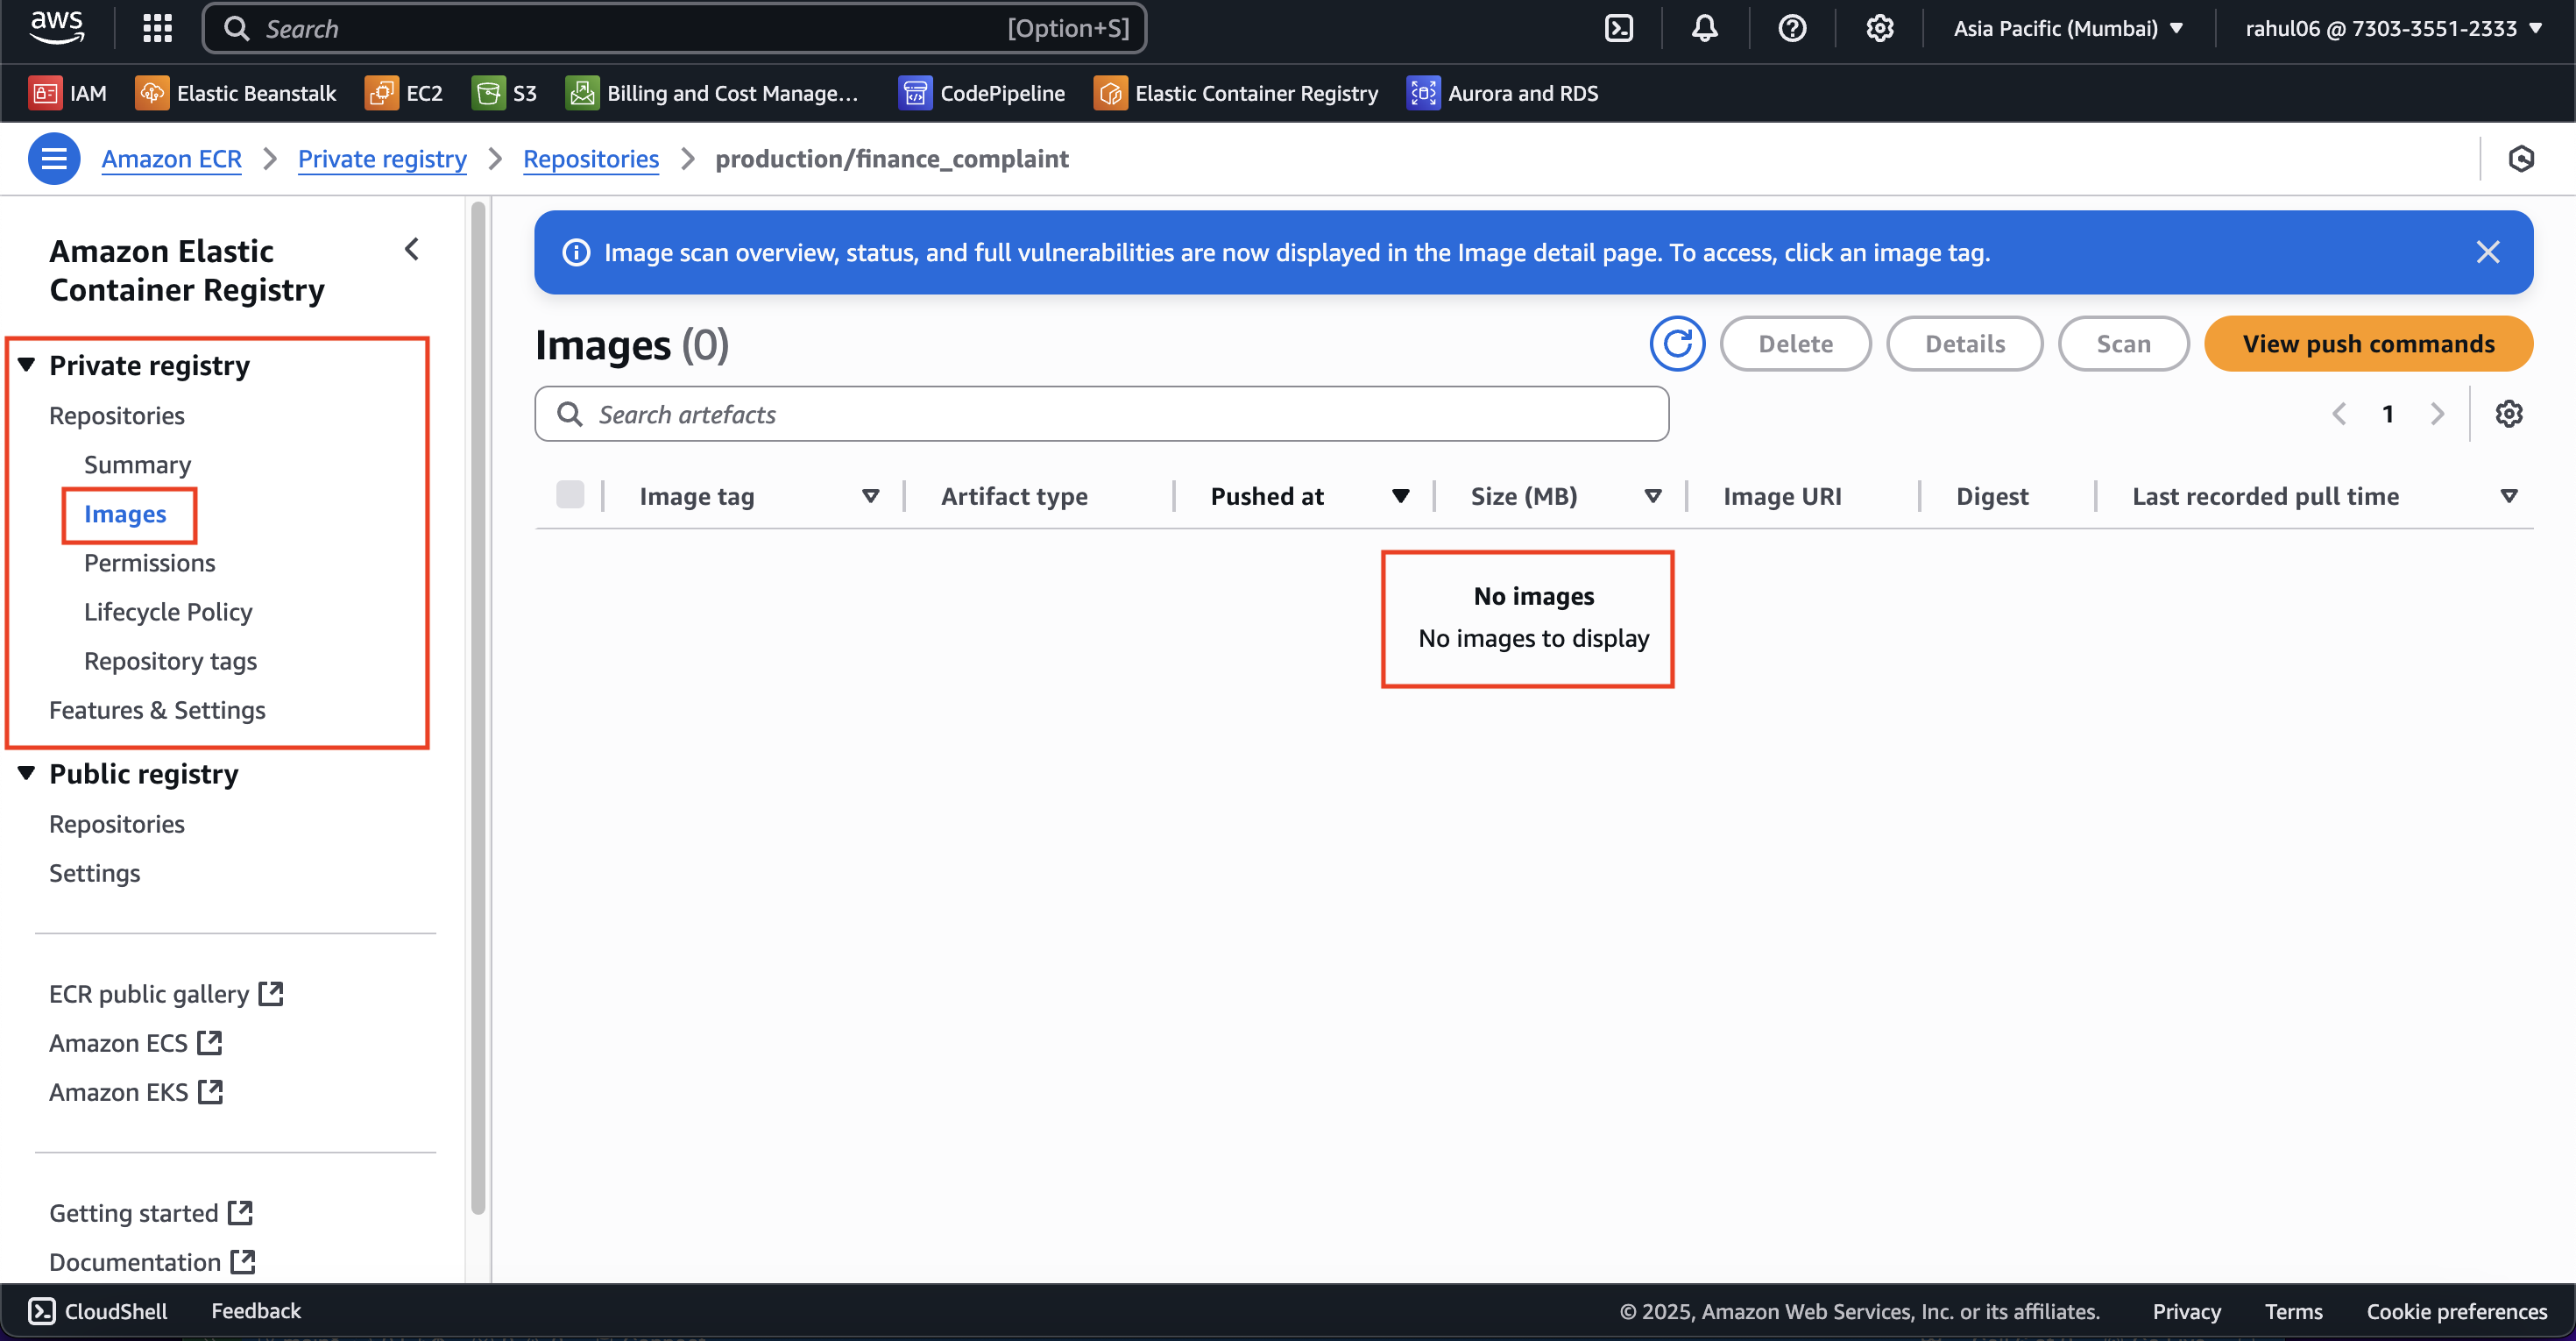 aws
Search
[Option+S]
Asia Pacific (Mumbai)
rahul06 @ 7303-3551-2333
IAM
Elastic Beanstalk
EC2
S3
Billing and Cost Manage...
CodePipeline
Elastic Container Registry
Aurora and RDS
Amazon ECR
Private registry
Repositories
production/finance_complaint
Amazon Elastic
Container Registry
Private registry
Repositories
Summary
Images
Permissions
Lifecycle Policy
Repository tags
Features & Settings
Public registry
Repositories
Settings
ECR public gallery
Amazon ECS
Amazon EKS
Getting started
Documentation
Image scan overview, status, and full vulnerabilities are now displayed in the Image detail page. To access, click an image tag.
Images (0)
Delete
Details
Scan
View push commands
Search artefacts
1
Image tag
Artifact type
Pushed at
Size (MB)
Image URI
Digest
Last recorded pull time
No images
No images to display
CloudShell
Feedback
© 2025, Amazon Web Services, Inc. or its affiliates.
Privacy
Terms
Cookie preferences